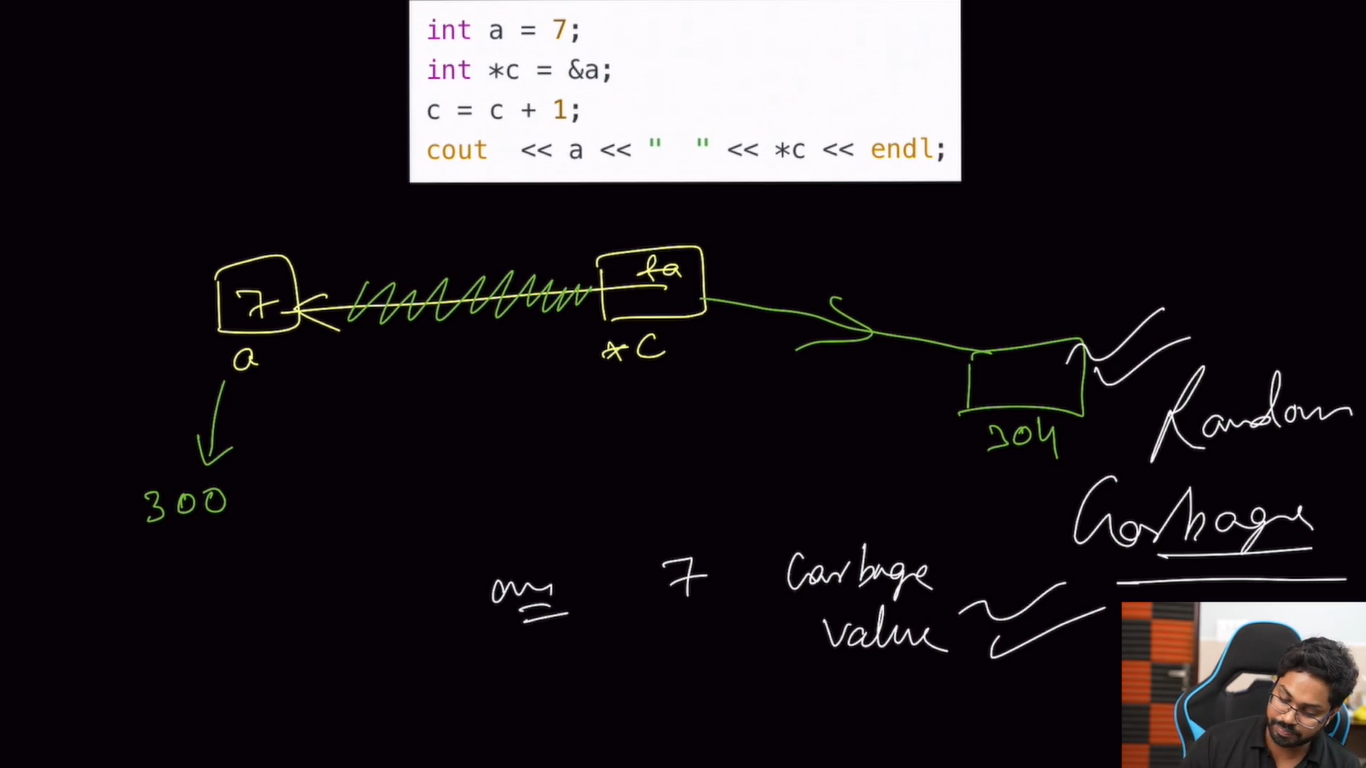 int a = 7;
int *c = &a;
c = c + 1;
cout  << a << "  " << *c << endl;
7
&a
a
*C
300
304
Random
Garbage
ans 7 Garbage
value